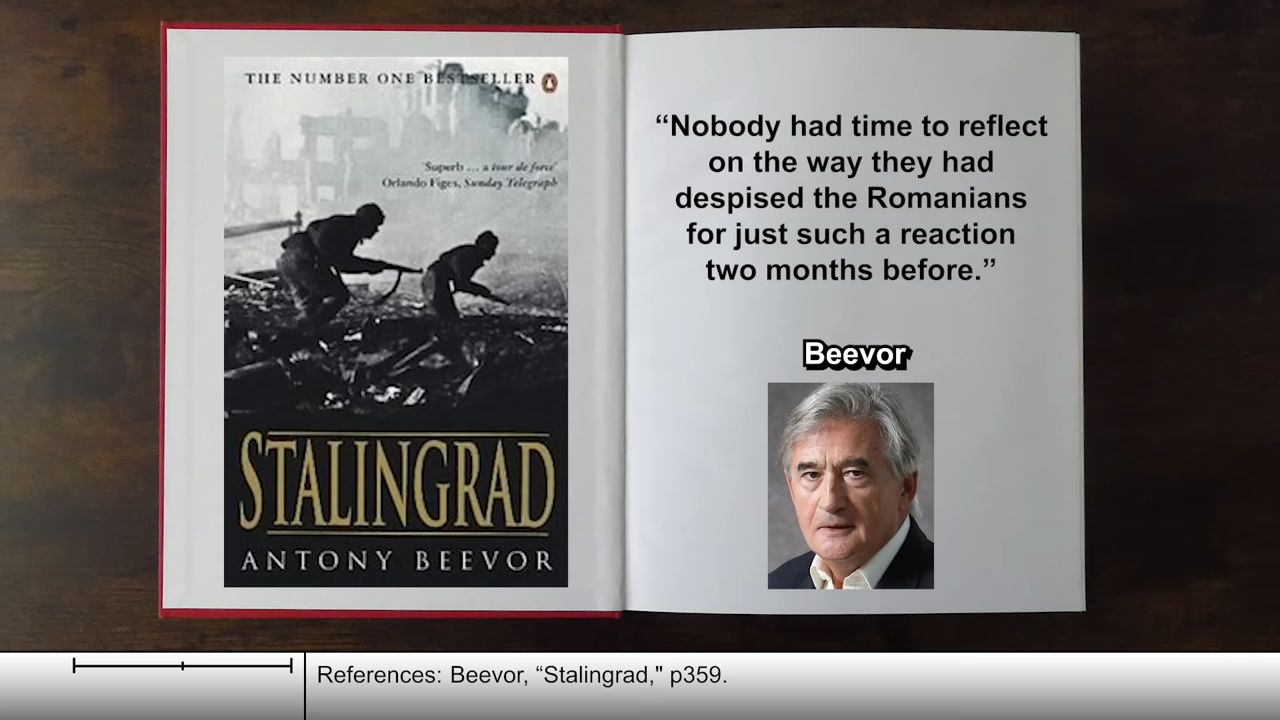 THE NUMBER ONE BESTSELLER
'Superb ... a tour de force'
Orlando Figes, Sunday Telegraph
STALINGRAD
ANTONY BEEVOR
“Nobody had time to reflect
on the way they had
despised the Romanians
for just such a reaction
two months before.”
Beevor
References: Beevor, “Stalingrad," p359.